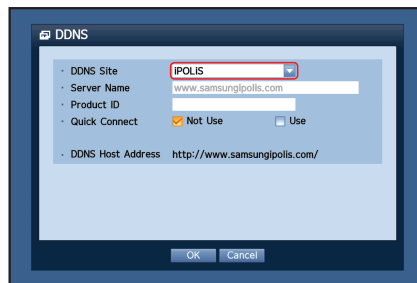 DDNS
· DDNS Site iPOLiS
· Server Name www.samsungipolis.com
· Product ID
· Quick Connect Not Use Use
· DDNS Host Address http://www.samsungipolis.com/
OK Cancel